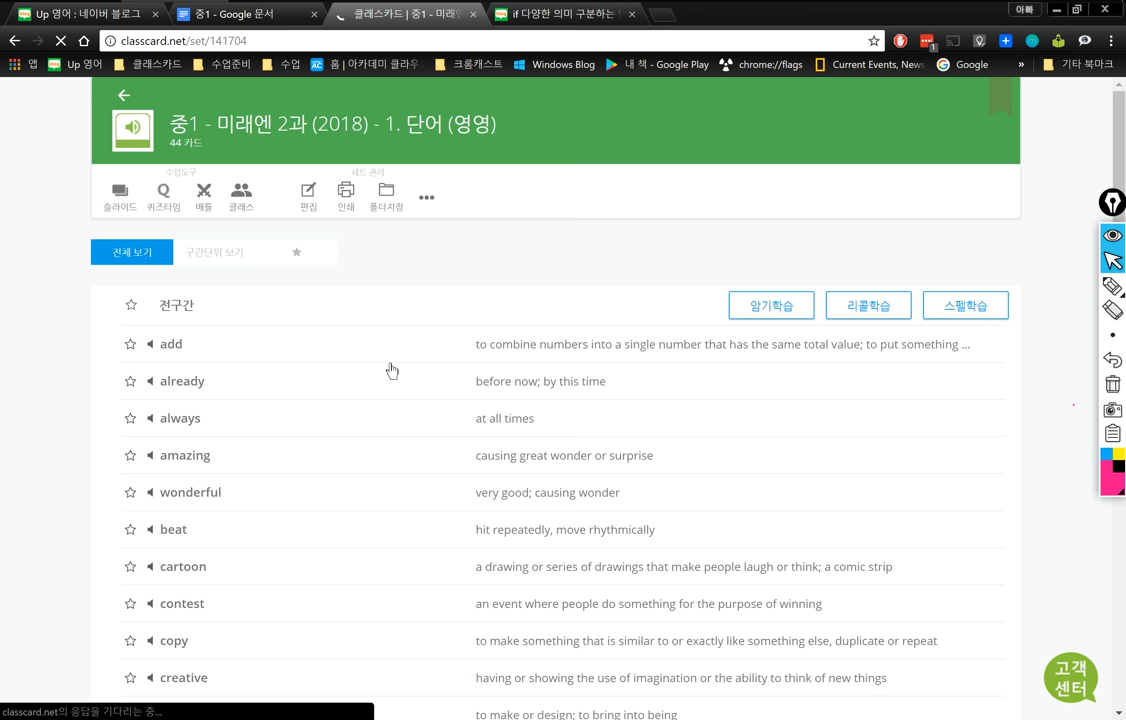 Up 영어 : 네이버 블로그
중1 - Google 문서
클래스카드 | 중1 - 미래엔
if 다양한 의미 구분하는
아빠
classcard.net/set/141704
1
앱
Up 영어
클래스카드
수업준비
수업
홈 | 아카데미 클라우
크롬캐스트
Windows Blog
내 책 - Google Play
chrome://flags
Current Events, News
Google
»
기타 북마크
중1 - 미래엔 2과 (2018) - 1. 단어 (영영)
44 카드
수업도구
세트 관리
슬라이드
퀴즈타임
배틀
클래스
편집
인쇄
폴더지정
전체 보기
구간단위 보기
전구간
암기학습
리콜학습
스펠학습
add
to combine numbers into a single number that has the same total value; to put something ...
already
before now; by this time
always
at all times
amazing
causing great wonder or surprise
wonderful
very good; causing wonder
beat
hit repeatedly, move rhythmically
cartoon
a drawing or series of drawings that make people laugh or think; a comic strip
contest
an event where people do something for the purpose of winning
copy
to make something that is similar to or exactly like something else, duplicate or repeat
creative
having or showing the use of imagination or the ability to think of new things
to make or design; to bring into being
고객
센터
classcard.net의 응답을 기다리는 중...